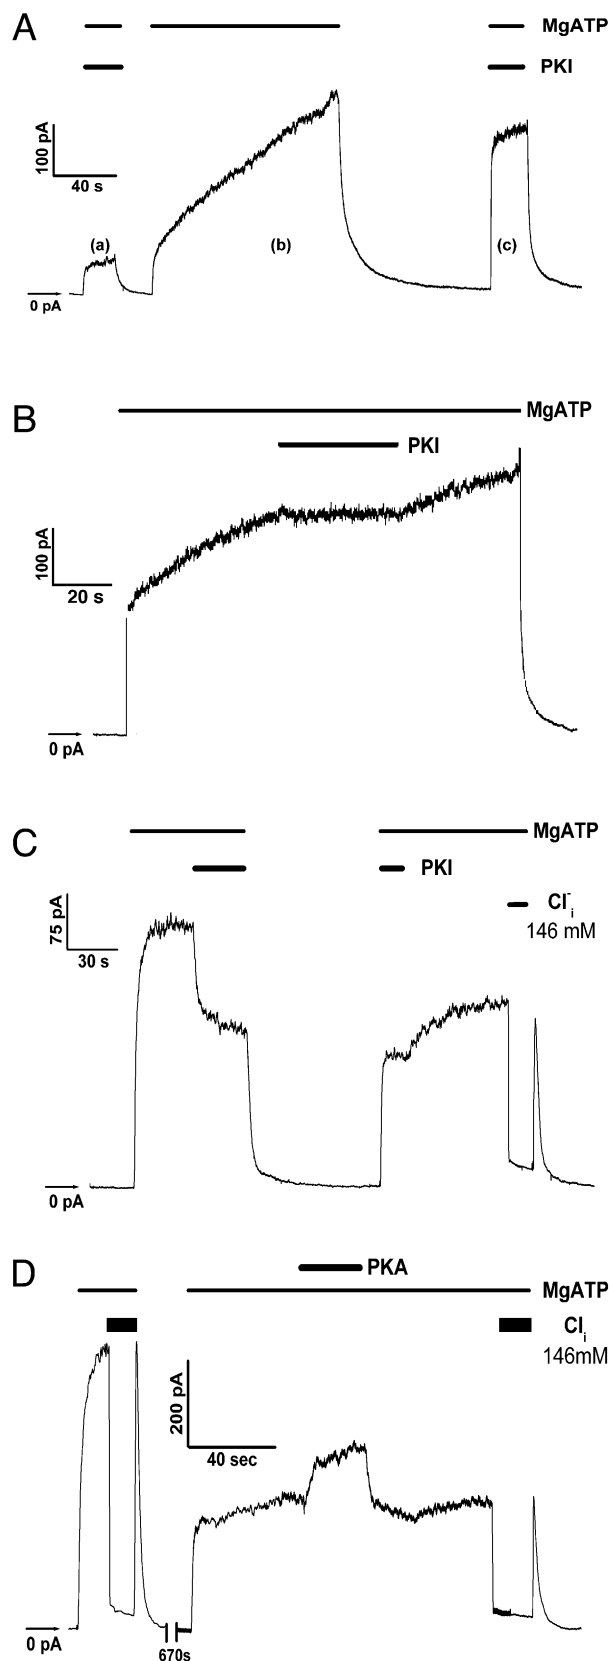 A
MgATP
PKI
100 pA
40 s
(a)
(b)
(c)
0 pA
B
MgATP
PKI
100 pA
20 s
0 pA
C
MgATP
PKI
Cl⁻i
146 mM
75 pA
30 s
0 pA
D
PKA
MgATP
Cli
146mM
200 pA
40 sec
0 pA
670s